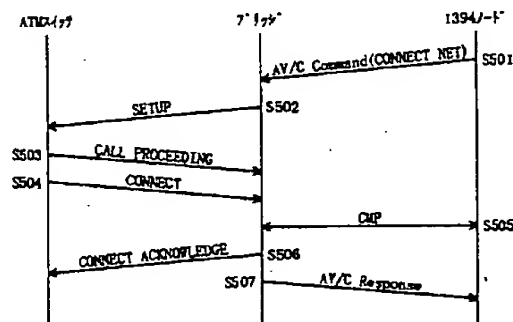 ATMスイッチ
ブリッジ
1394ノード
AV/C Command(CONNECT NET)
S501
SETUP
S502
S503
CALL PROCEEDING
S504
CONNECT
CMP
S505
CONNECT ACKNOWLEDGE
S506
S507
AV/C Response